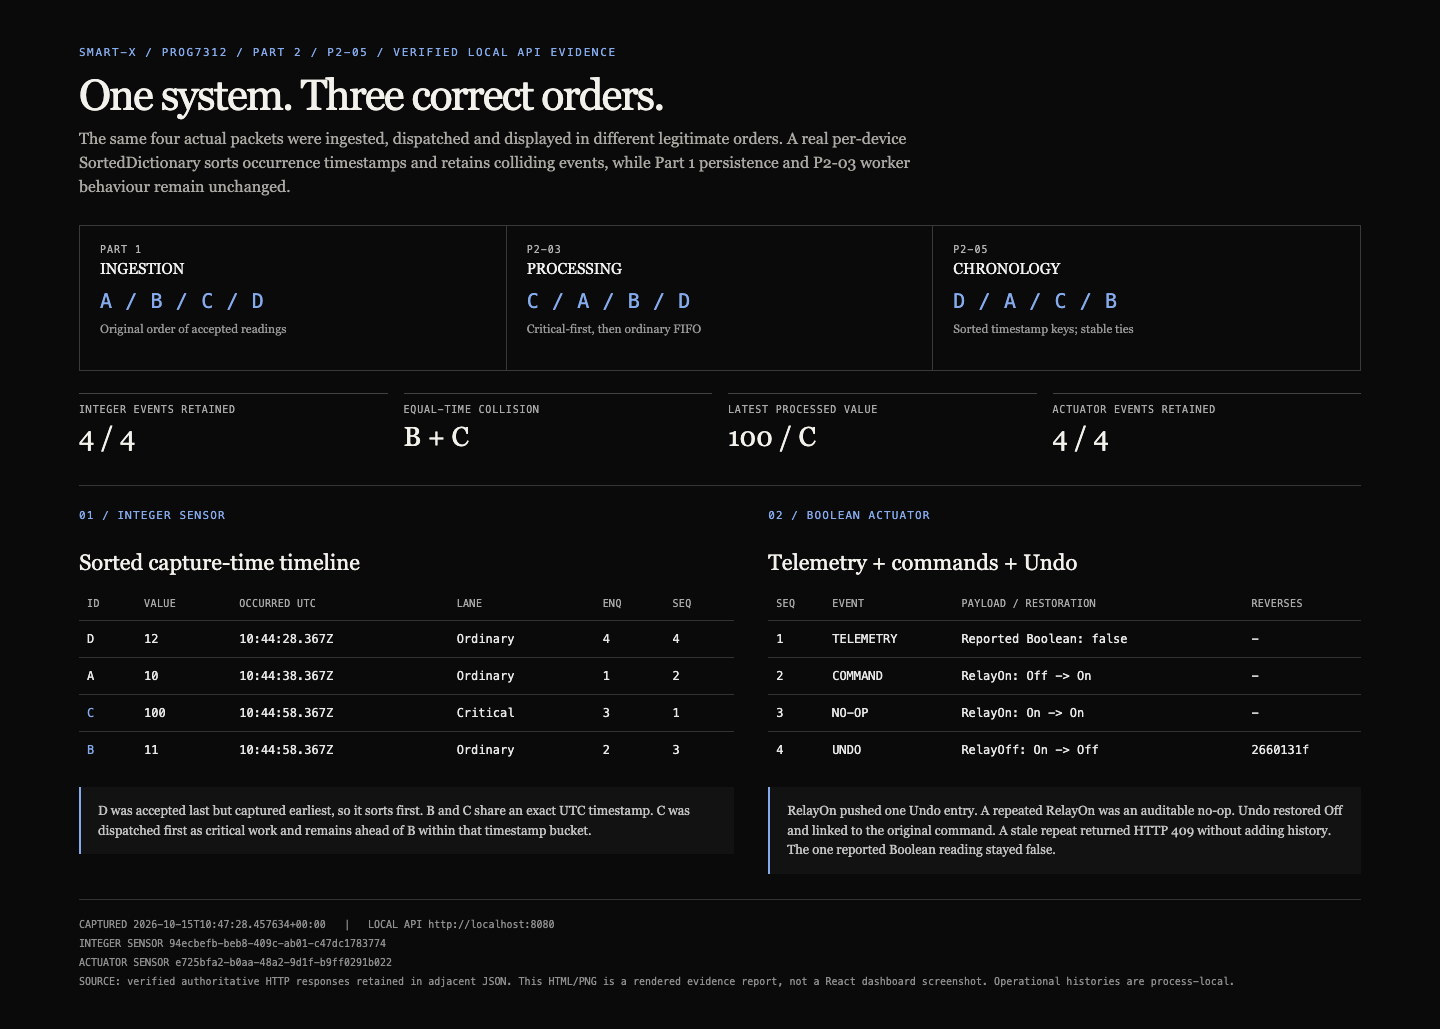 SMART-X / PROG7312 / PART 2 / P2-05 / VERIFIED LOCAL API EVIDENCE
One system. Three correct orders.
The same four actual packets were ingested, dispatched and displayed in different legitimate orders. A real per-device
SortedDictionary sorts occurrence timestamps and retains colliding events, while Part 1 persistence and P2-03 worker
behaviour remain unchanged.
PART 1
INGESTION
A / B / C / D
Original order of accepted readings
P2-03
PROCESSING
C / A / B / D
Critical-first, then ordinary FIFO
P2-05
CHRONOLOGY
D / A / C / B
Sorted timestamp keys; stable ties
INTEGER EVENTS RETAINED
4 / 4
EQUAL-TIME COLLISION
B + C
LATEST PROCESSED VALUE
100 / C
ACTUATOR EVENTS RETAINED
4 / 4
01 / INTEGER SENSOR
Sorted capture-time timeline
ID VALUE OCCURRED UTC LANE ENQ SEQ
D 12 10:44:28.367Z Ordinary 4 4
A 10 10:44:38.367Z Ordinary 1 2
C 100 10:44:58.367Z Critical 3 1
B 11 10:44:58.367Z Ordinary 2 3
D was accepted last but captured earliest, so it sorts first. B and C share an exact UTC timestamp. C was
dispatched first as critical work and remains ahead of B within that timestamp bucket.
02 / BOOLEAN ACTUATOR
Telemetry + commands + Undo
SEQ EVENT PAYLOAD / RESTORATION REVERSES
1 TELEMETRY Reported Boolean: false –
2 COMMAND RelayOn: Off -> On –
3 NO-OP RelayOn: On -> On –
4 UNDO RelayOff: On -> Off 2660131f
RelayOn pushed one Undo entry. A repeated RelayOn was an auditable no-op. Undo restored Off
and linked to the original command. A stale repeat returned HTTP 409 without adding history.
The one reported Boolean reading stayed false.
CAPTURED 2026-10-15T10:47:28.457634+00:00 | LOCAL API http://localhost:8080
INTEGER SENSOR 94ecbefb-beb8-409c-ab01-c47dc1783774
ACTUATOR SENSOR e725bfa2-b0aa-48a2-9d1f-b9ff0291b022
SOURCE: verified authoritative HTTP responses retained in adjacent JSON. This HTML/PNG is a rendered evidence report, not a React dashboard screenshot. Operational histories are process-local.